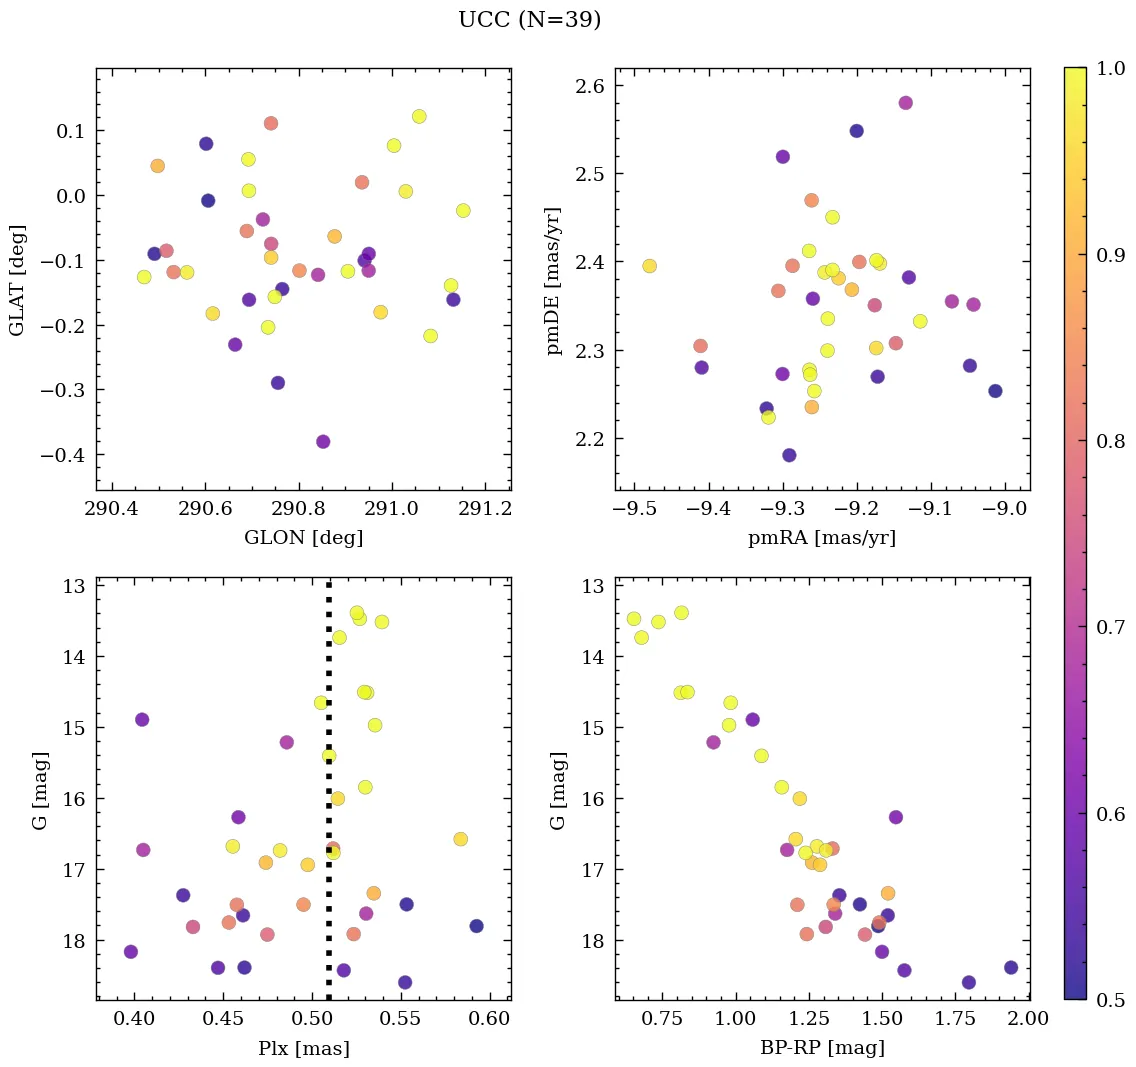 UCC (N=39)
0.1
0.0
−0.1
−0.2
−0.3
−0.4
GLAT [deg]
290.4 290.6 290.8 291.0 291.2
GLON [deg]
2.6
2.5
2.4
2.3
2.2
pmDE [mas/yr]
−9.5 −9.4 −9.3 −9.2 −9.1 −9.0
pmRA [mas/yr]
13
14
15
16
17
18
G [mag]
0.40 0.45 0.50 0.55 0.60
Plx [mas]
13
14
15
16
17
18
G [mag]
0.75 1.00 1.25 1.50 1.75 2.00
BP-RP [mag]
1.0
0.9
0.8
0.7
0.6
0.5